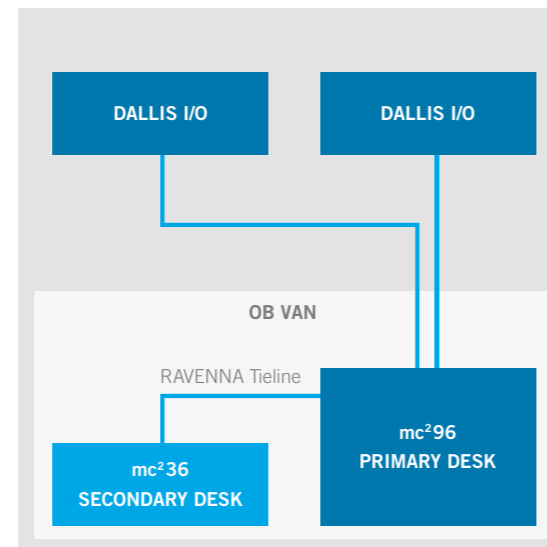 DALLIS I/O
DALLIS I/O
OB VAN
RAVENNA Tieline
mc²96
PRIMARY DESK
mc²36
SECONDARY DESK